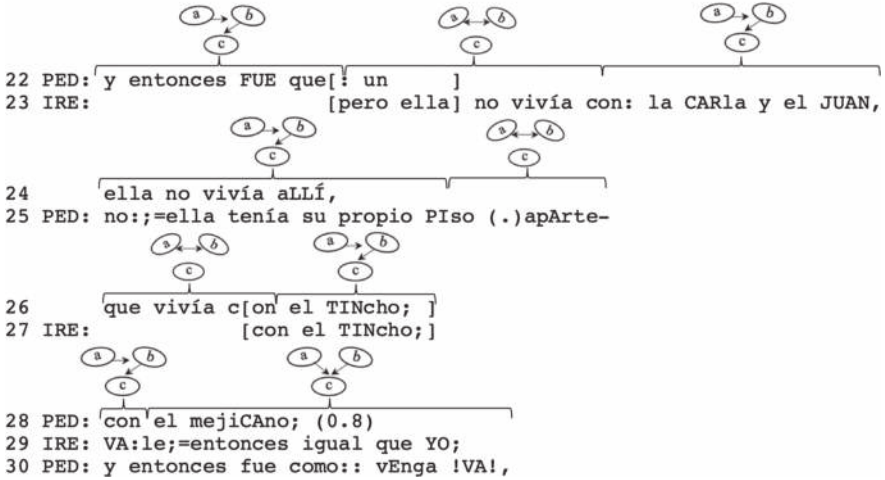 a b a b a b
c c c
22 PED: y entonces FUE que[: un ]
23 IRE: [pero ella] no vivía con: la CARla y el JUAN,
a b a b
c c
24 ella no vivía aLLÍ,
25 PED: no:;=ella tenía su propio PIso (.)apArte-
a b a b
c c
26 que vivía c[on el TINcho; ]
27 IRE: [con el TINcho;]
a b a b
c c
28 PED: con el mejiCAno; (0.8)
29 IRE: VA:le;=entonces igual que YO;
30 PED: y entonces fue como:: vEnga !VA!,